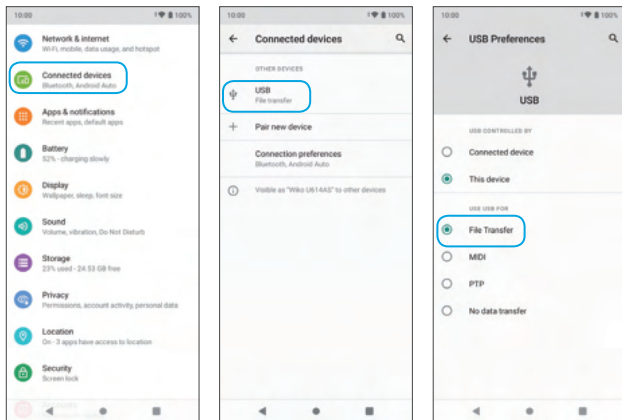 10:00
100%
Network & internet
Wi-Fi, mobile, data usage, and hotspot
Connected devices
Bluetooth, Android Auto
Apps & notifications
Recent apps, default apps
Battery
52% - charging slowly
Display
Wallpaper, sleep, font size
Sound
Volume, vibration, Do Not Disturb
Storage
23% used - 24.53 GB free
Privacy
Permissions, account activity, personal data
Location
On - 3 apps have access to location
Security
Screen lock
10:00
100%
Connected devices
OTHER DEVICES
USB
File transfer
Pair new device
Connection preferences
Bluetooth, Android Auto
Visible as "Wiko U614AS" to other devices
10:00
100%
USB Preferences
USB
USB CONTROLLED BY
Connected device
This device
USE USB FOR
File Transfer
MIDI
PTP
No data transfer